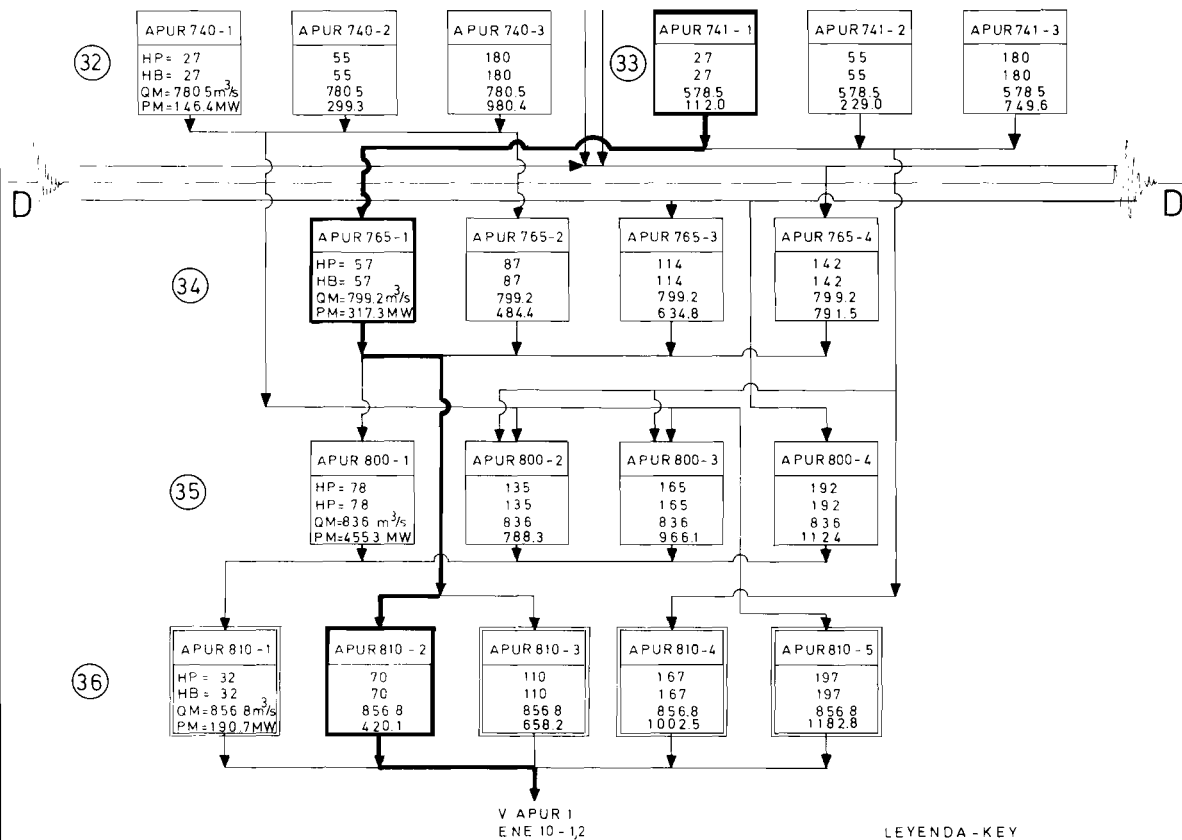 APUR 740-1 APUR 740-2 APUR 740-3 APUR 741-1 APUR 741-2 APUR 741-3
32 HP= 27 55 180 33 27 55 180
HB= 27 55 180 27 55 180
QM=780.5m³/s 780.5 780.5 578.5 578.5 578.5
PM=146.4MW 299.3 980.4 112.0 229.0 749.6
D D
APUR 765-1 APUR 765-2 APUR 765-3 APUR 765-4
34 HP= 57 87 114 142
HB= 57 87 114 142
QM=799.2m³/s 799.2 799.2 799.2
PM=317.3MW 484.4 634.8 791.5
APUR 800-1 APUR 800-2 APUR 800-3 APUR 800-4
35 HP= 78 135 165 192
HP= 78 135 165 192
QM=836 m³/s 836 836 836
PM=455.3 MW 788.3 966.1 1124
APUR 810-1 APUR 810-2 APUR 810-3 APUR 810-4 APUR 810-5
36 HP= 32 70 110 167 197
HB= 32 70 110 167 197
QM=856.8m³/s 856.8 856.8 856.8 856.8
PM=190.7MW 420.1 658.2 1002.5 1182.8
V APUR 1
ENE 10-1,2
LEYENDA-KEY